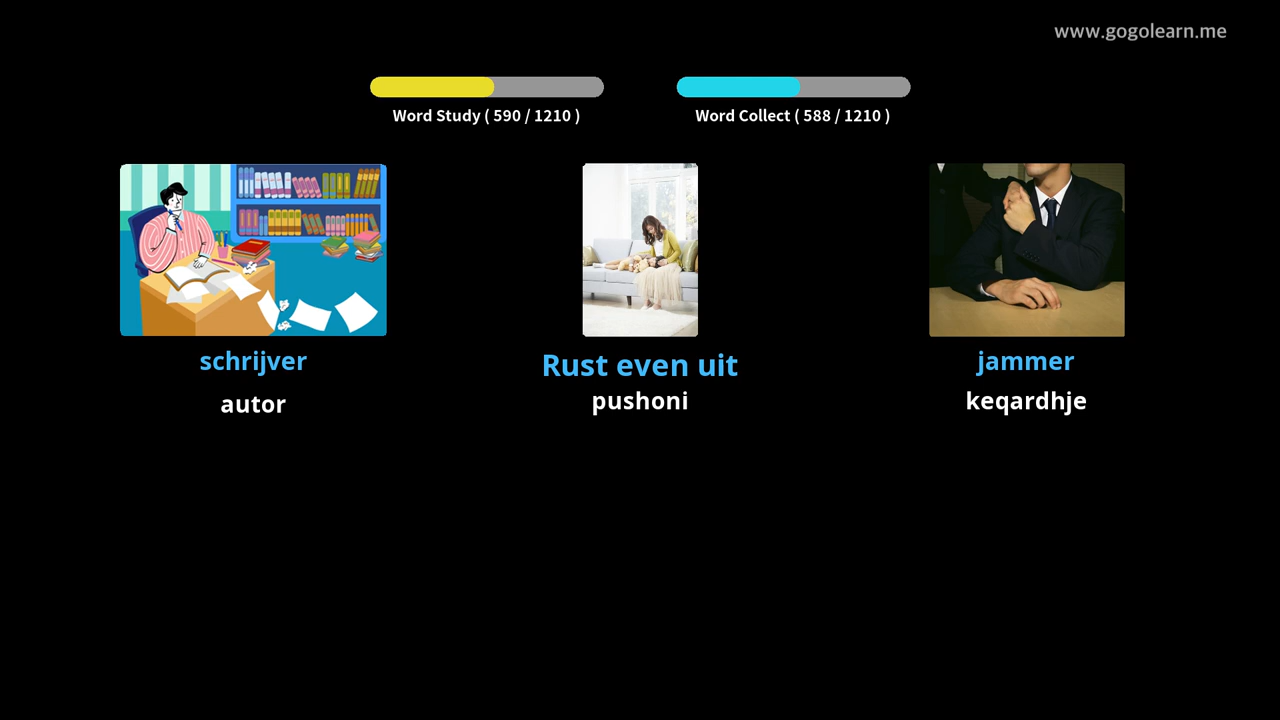 www.gogolearn.me
Word Study ( 590 / 1210 )
Word Collect ( 588 / 1210 )
schrijver
autor
Rust even uit
pushoni
jammer
keqardhje